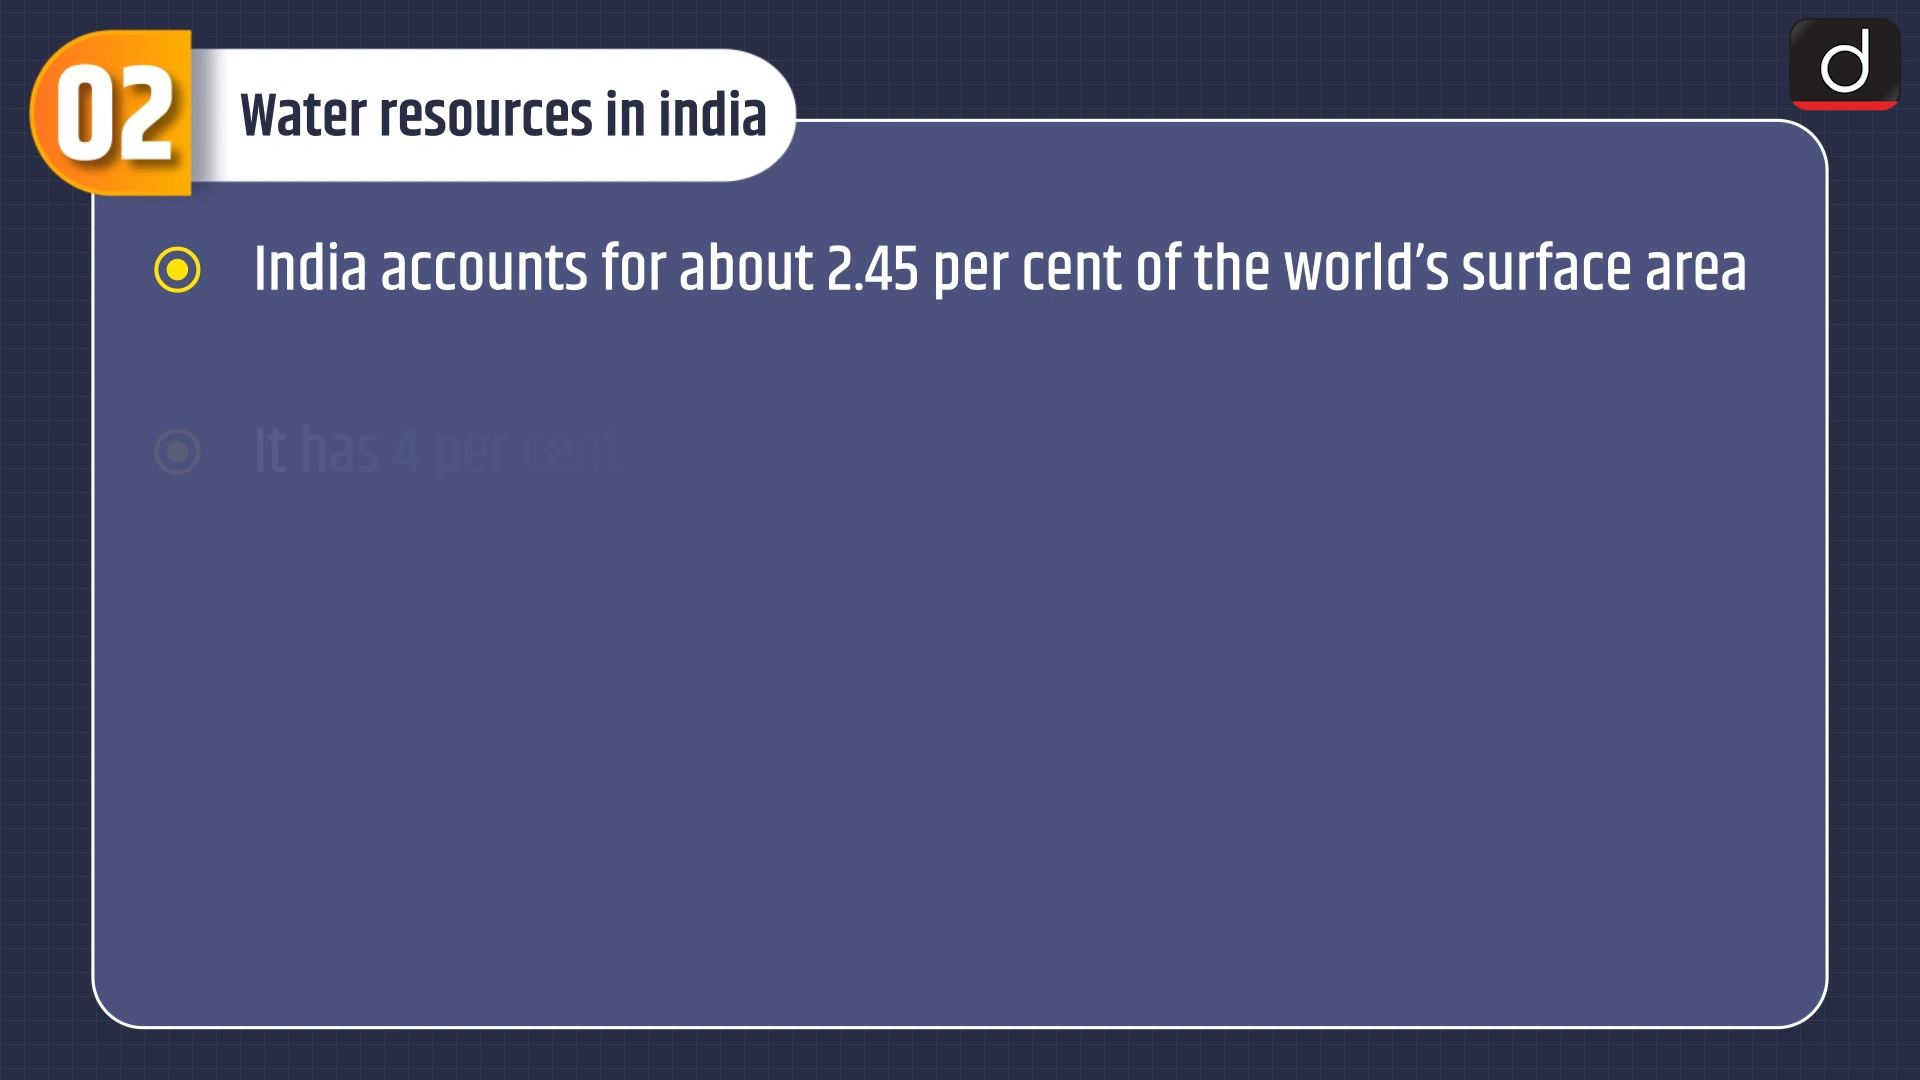 02
Water resources in india
India accounts for about 2.45 per cent of the world’s surface area
It has 4 per cent